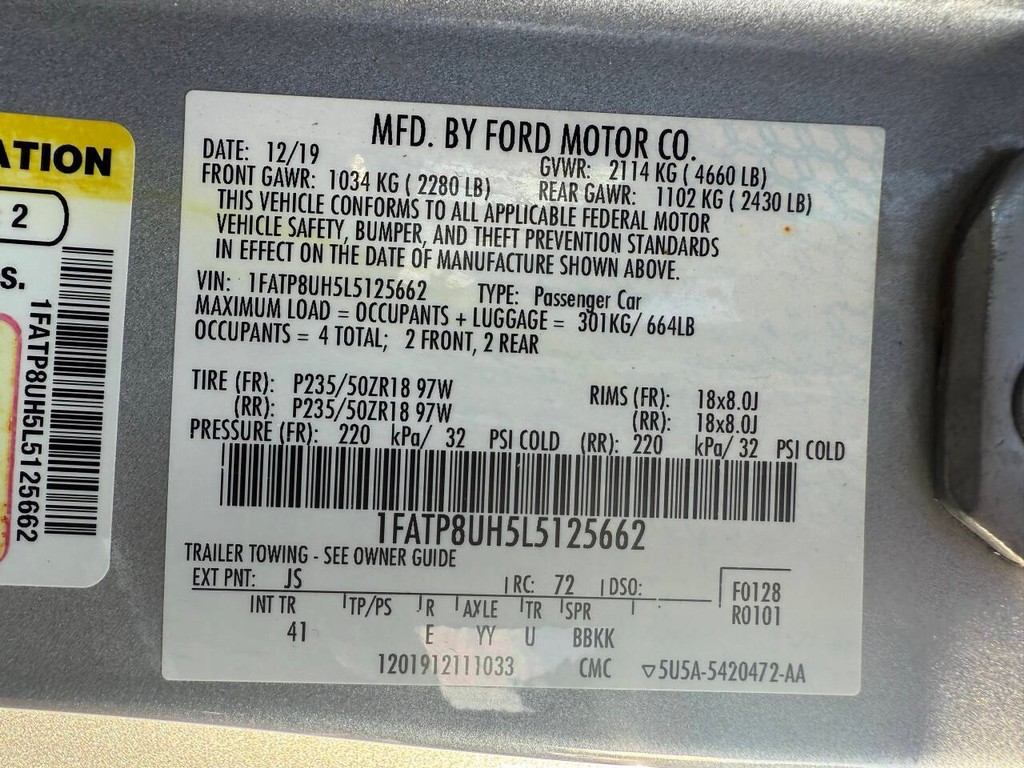 ATION
2
S.
1FATP8UH5L5125662
MFD. BY FORD MOTOR CO.
DATE: 12/19 GVWR: 2114 KG ( 4660 LB)
FRONT GAWR: 1034 KG ( 2280 LB) REAR GAWR: 1102 KG ( 2430 LB)
THIS VEHICLE CONFORMS TO ALL APPLICABLE FEDERAL MOTOR
VEHICLE SAFETY, BUMPER, AND THEFT PREVENTION STANDARDS
IN EFFECT ON THE DATE OF MANUFACTURE SHOWN ABOVE.
VIN: 1FATP8UH5L5125662 TYPE: Passenger Car
MAXIMUM LOAD = OCCUPANTS + LUGGAGE = 301KG/ 664LB
OCCUPANTS = 4 TOTAL; 2 FRONT, 2 REAR
TIRE (FR): P235/50ZR18 97W RIMS (FR): 18x8.0J
(RR): P235/50ZR18 97W (RR): 18x8.0J
PRESSURE (FR): 220 kPa/ 32 PSI COLD (RR): 220 kPa/ 32 PSI COLD
1FATP8UH5L5125662
TRAILER TOWING - SEE OWNER GUIDE
EXT PNT: JS RC: 72 DSO: F0128
R0101
INT TR TP/PS R AXLE TR SPR
41 E YY U BBKK
1201912111033 CMC ▽5U5A-5420472-AA